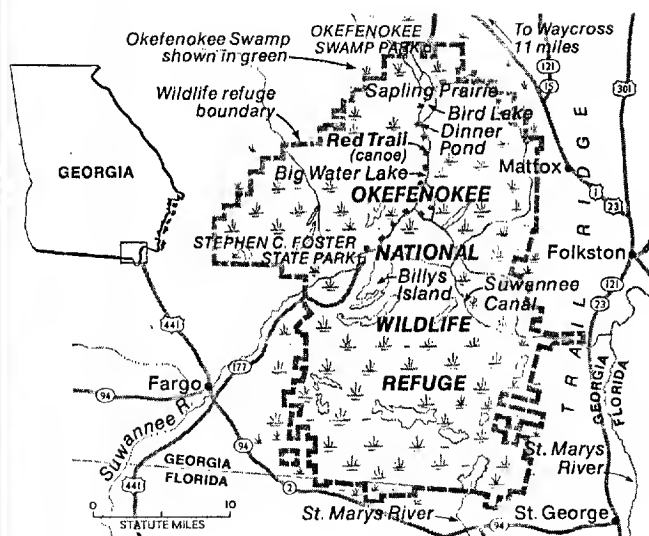 Okefenokee Swamp
shown in green
OKEFENOKEE
SWAMP PARK
To Waycross
11 miles
121
15
301
Wildlife refuge
boundary
Sapling Prairie
Bird Lake
Dinner
Pond
Red Trail
(canoe)
Big Water Lake
Mattox
GEORGIA
OKEFENOKEE
1
23
TRAIL RIDGE
STEPHEN C. FOSTER
STATE PARK
NATIONAL
Folkston
Billys
Island
Suwannee
Canal
121
23
441
WILDLIFE
177
Fargo
94
REFUGE
GEORGIA
FLORIDA
Suwannee R.
94
GEORGIA
FLORIDA
St. Marys
River
441
2
0 10
STATUTE MILES
St. Marys River
94
St. George